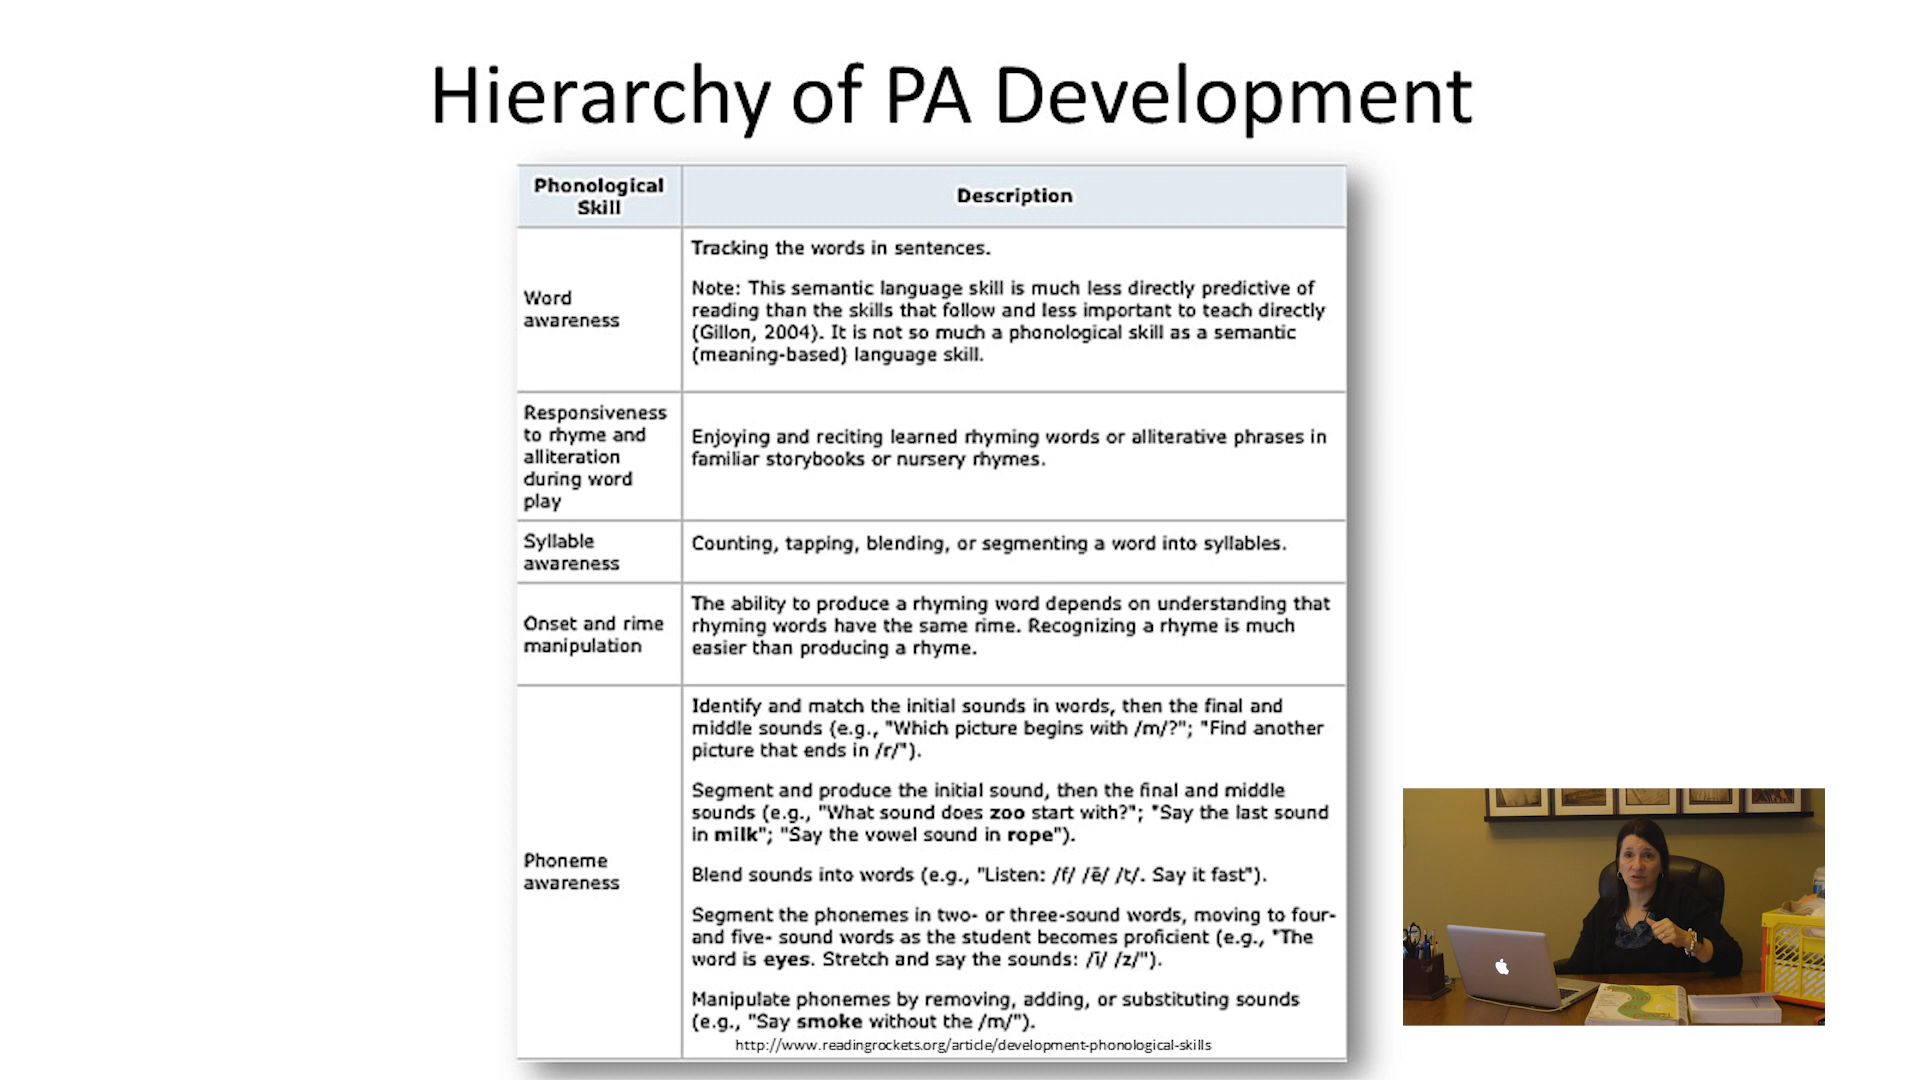 Hierarchy of PA Development
Phonological
Skill
Description
Word
awareness
Tracking the words in sentences.
Note: This semantic language skill is much less directly predictive of
reading than the skills that follow and less important to teach directly
(Gillon, 2004). It is not so much a phonological skill as a semantic
(meaning-based) language skill.
Responsiveness
to rhyme and
alliteration
during word
play
Enjoying and reciting learned rhyming words or alliterative phrases in
familiar storybooks or nursery rhymes.
Syllable
awareness
Counting, tapping, blending, or segmenting a word into syllables.
Onset and rime
manipulation
The ability to produce a rhyming word depends on understanding that
rhyming words have the same rime. Recognizing a rhyme is much
easier than producing a rhyme.
Phoneme
awareness
Identify and match the initial sounds in words, then the final and
middle sounds (e.g., "Which picture begins with /m/?"; "Find another
picture that ends in /r/").
Segment and produce the initial sound, then the final and middle
sounds (e.g., "What sound does zoo start with?"; "Say the last sound
in milk"; "Say the vowel sound in rope").
Blend sounds into words (e.g., "Listen: /f/ /ē/ /t/. Say it fast").
Segment the phonemes in two- or three-sound words, moving to four-
and five- sound words as the student becomes proficient (e.g., "The
word is eyes. Stretch and say the sounds: /ī/ /z/").
Manipulate phonemes by removing, adding, or substituting sounds
(e.g., "Say smoke without the /m/").
http://www.readingrockets.org/article/development-phonological-skills